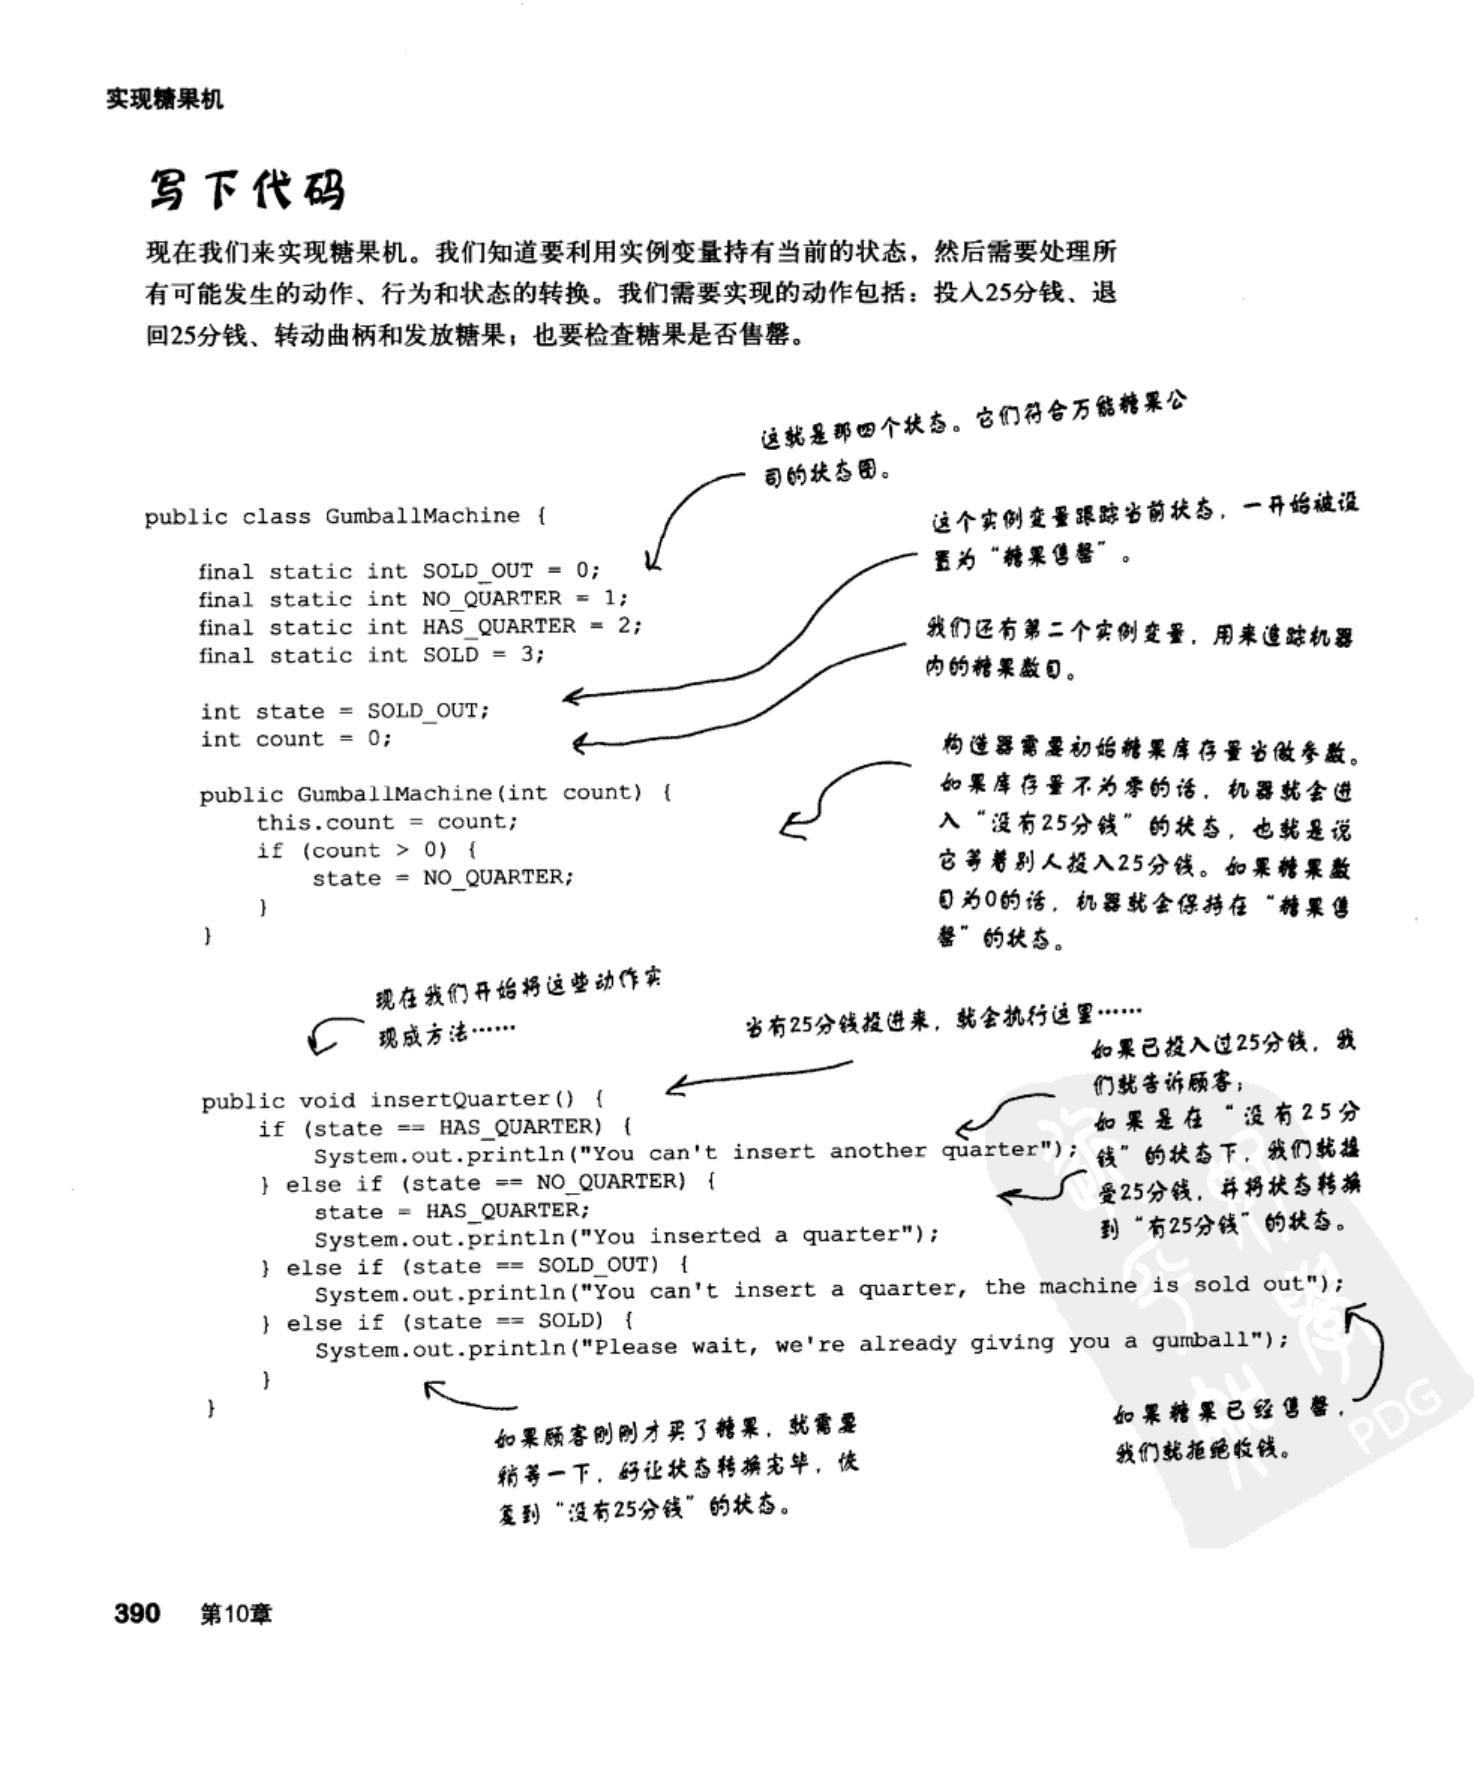 实现糖果机
写下代码
现在我们来实现糖果机。我们知道要利用实例变量持有当前的状态，然后需要处理所
有可能发生的动作、行为和状态的转换。我们需要实现的动作包括：投入25分钱、退
回25分钱、转动曲柄和发放糖果；也要检查糖果是否售罄。
这就是那四个状态。它们符合万能糖果公
司的状态图。
public class GumballMachine {
这个实例变量跟踪当前状态，一开始被设
置为“糖果售罄”。
final static int SOLD_OUT = 0;
final static int NO_QUARTER = 1;
final static int HAS_QUARTER = 2;
final static int SOLD = 3;
我们还有第二个实例变量，用来追踪机器
内的糖果数目。
int state = SOLD_OUT;
int count = 0;
构造器需要初始糖果库存量当做参数。
如果库存量不为零的话，机器就会进
入“没有25分钱”的状态，也就是说
它等着别人投入25分钱。如果糖果数
目为0的话，机器就会保持在“糖果售
罄”的状态。
public GumballMachine(int count) {
this.count = count;
if (count > 0) {
state = NO_QUARTER;
}
}
现在我们开始将这些动作实
现成方法……
当有25分钱投进来，就会执行这里……
如果已投入过25分钱，我
们就告诉顾客；
如果是在“没有25分
钱”的状态下，我们就接
受25分钱，并将状态转换
到“有25分钱”的状态。
public void insertQuarter() {
if (state == HAS_QUARTER) {
System.out.println("You can't insert another quarter");
} else if (state == NO_QUARTER) {
state = HAS_QUARTER;
System.out.println("You inserted a quarter");
} else if (state == SOLD_OUT) {
System.out.println("You can't insert a quarter, the machine is sold out");
} else if (state == SOLD) {
System.out.println("Please wait, we're already giving you a gumball");
}
}
如果顾客刚刚才买了糖果，就需要
稍等一下，好让状态转换完毕，恢
复到“没有25分钱”的状态。
如果糖果已经售罄，
我们就拒绝收钱。
PDG
390 第10章